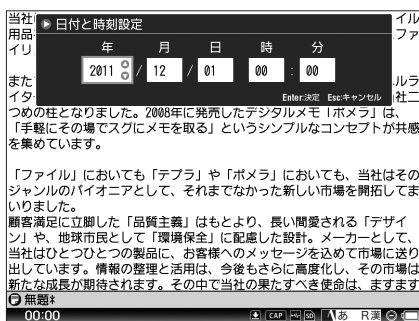 当社 イル
▶ 日付と時刻設定
用品 ファ
イリ
年 月 日 時 分
2011 / 12 / 01 00 : 00
また ルラ
イタ 社二
Enter:決定 Esc:キャンセル
つめの柱となりました。2008年に発売したデジタルメモ「ポメラ」は、
「手軽にその場でスグにメモを取る」というシンプルなコンセプトが共感
を集めています。
「ファイル」においても「テプラ」や「ポメラ」においても、当社はその
ジャンルのパイオニアとして、それまでなかった新しい市場を開拓してま
いりました。
顧客満足に立脚した「品質主義」はもとより、長い間愛される「デザイ
ン」や、地球市民として「環境保全」に配慮した設計。メーカーとして、
当社はひとつひとつの製品に、お客様へのメッセージを込めて市場に送り
出しています。情報の整理と活用は、今後もさらに高度化し、その市場は
新たな成長が期待されます。その中で当社の果たすべき使命は、ますます
無題*
00:00 CAP SD あ R漢